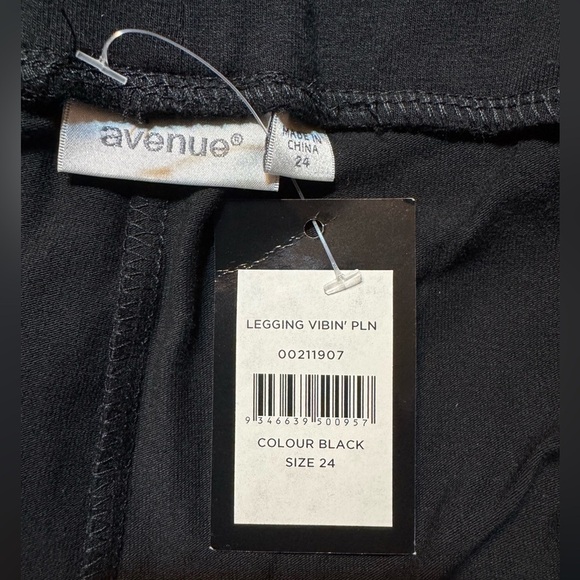 avenue®
MADE IN
CHINA
24
LEGGING VIBIN' PLN
00211907
9 346639 500957
COLOUR BLACK
SIZE 24